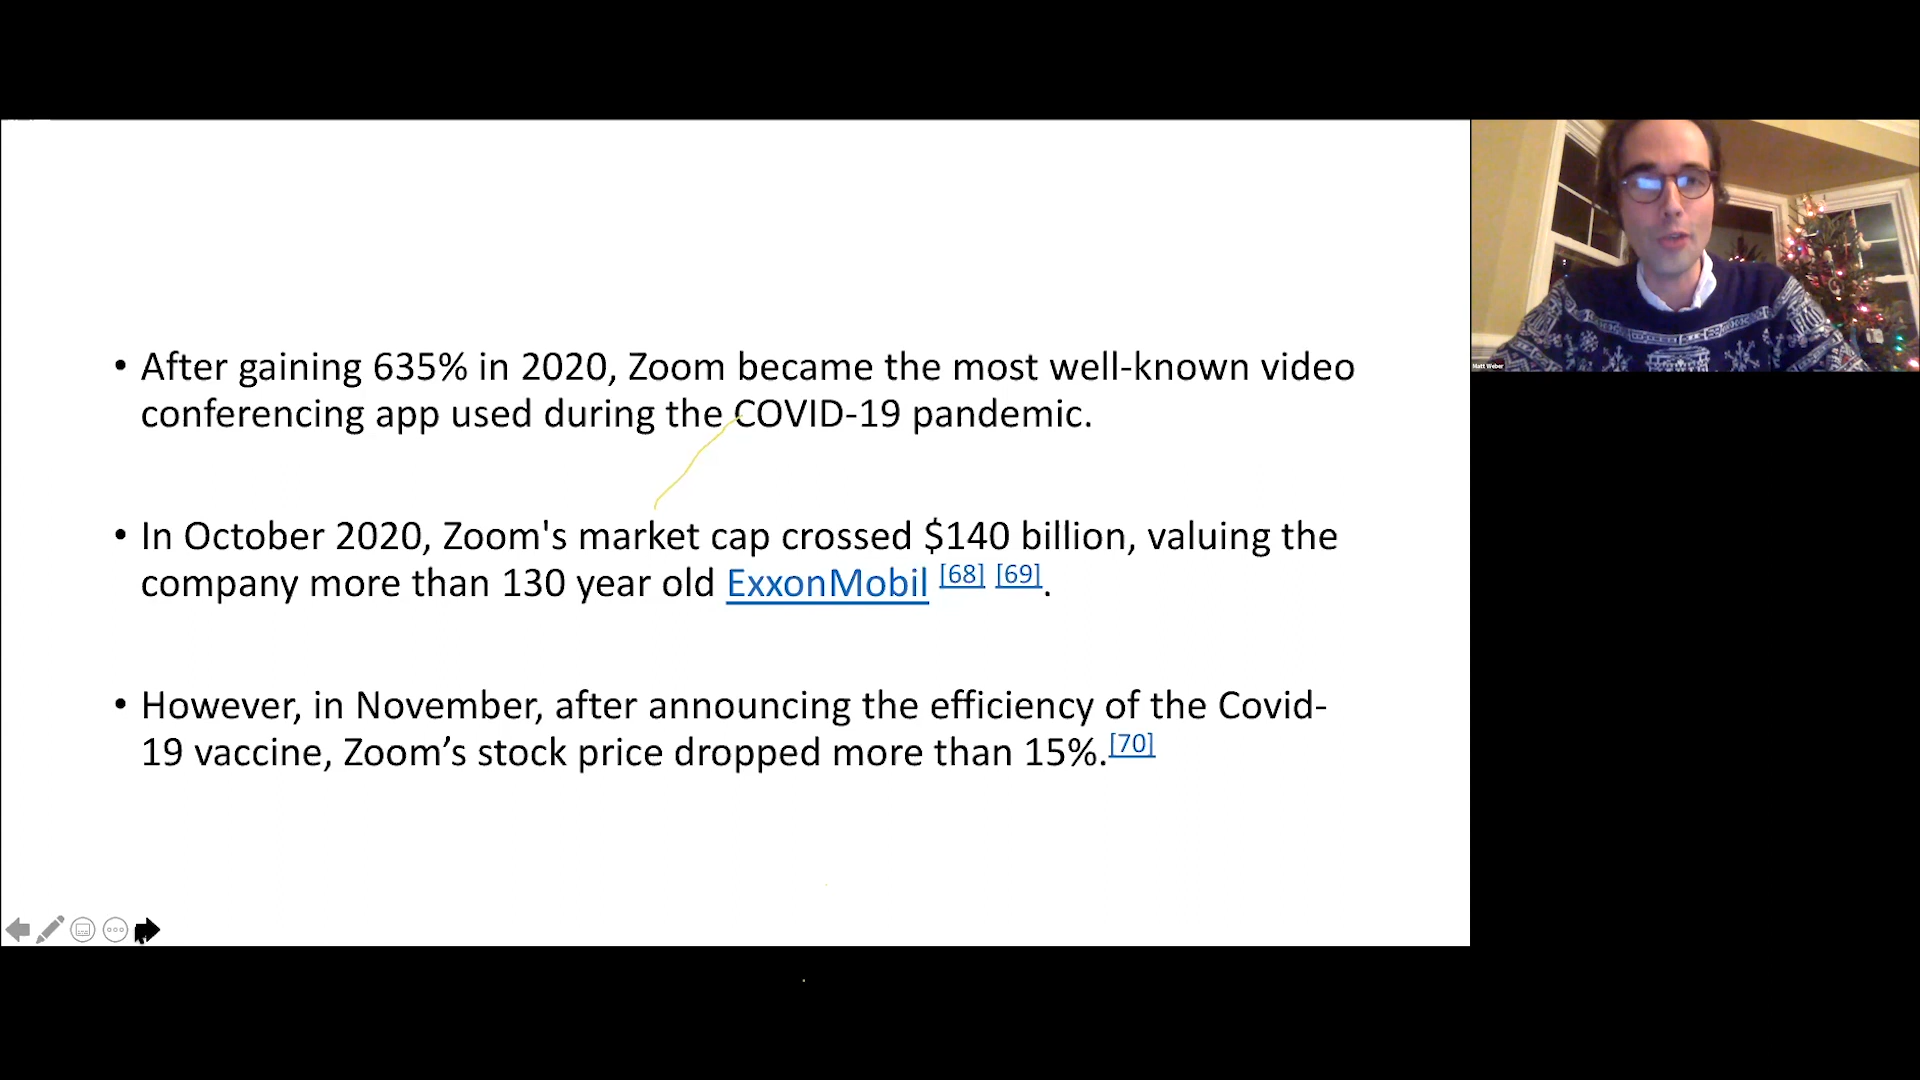 • After gaining 635% in 2020, Zoom became the most well-known video
conferencing app used during the COVID-19 pandemic.
• In October 2020, Zoom's market cap crossed $140 billion, valuing the
company more than 130 year old ExxonMobil [68] [69].
• However, in November, after announcing the efficiency of the Covid-
19 vaccine, Zoom’s stock price dropped more than 15%.[70]
Matt Weber